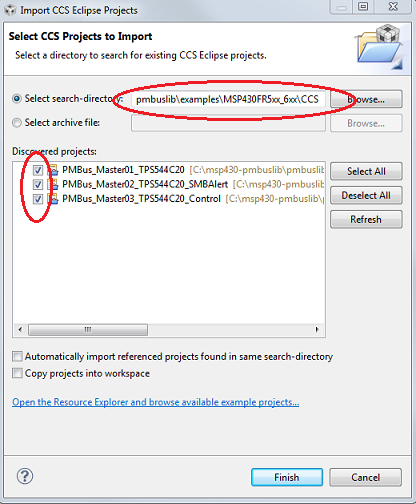 Import CCS Eclipse Projects
Select CCS Projects to Import
Select a directory to search for existing CCS Eclipse projects.
Select search-directory: pmbuslib\examples\MSP430FR5xx_6xx\CCS Browse...
Select archive file: Browse...
Discovered projects:
PMBus_Master01_TPS544C20 [C:\msp430-pmbuslib\pmbuslib Select All
PMBus_Master02_TPS544C20_SMBAlert [C:\msp430-pmbus Deselect All
PMBus_Master03_TPS544C20_Control [C:\msp430-pmbusli
Refresh
Automatically import referenced projects found in same search-directory
Copy projects into workspace
Open the Resource Explorer and browse available example projects...
? Finish Cancel